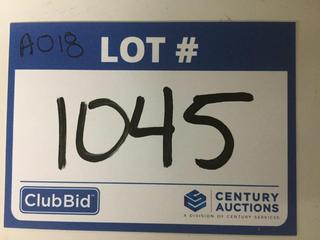 A018 LOT #
1045
ClubBid
CENTURY
AUCTIONS
A DIVISION OF CENTURY SERVICES